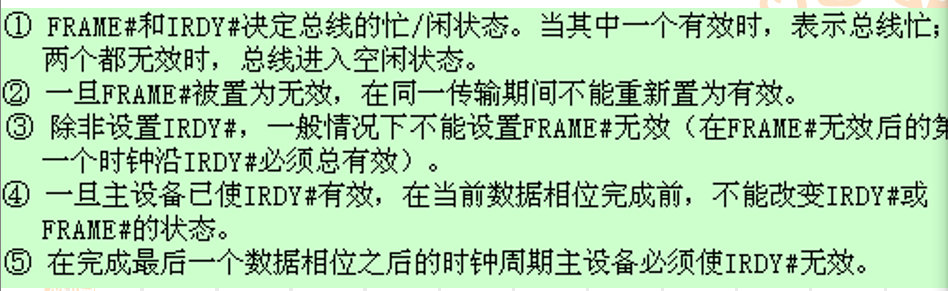 ① FRAME#和IRDY#决定总线的忙/闲状态。当其中一个有效时，表示总线忙；
两个都无效时，总线进入空闲状态。
② 一旦FRAME#被置为无效，在同一传输期间不能重新置为有效。
③ 除非设置IRDY#，一般情况下不能设置FRAME#无效（在FRAME#无效后的第
一个时钟沿IRDY#必须总有效）。
④ 一旦主设备已使IRDY#有效，在当前数据相位完成前，不能改变IRDY#或
FRAME#的状态。
⑤ 在完成最后一个数据相位之后的时钟周期主设备必须使IRDY#无效。